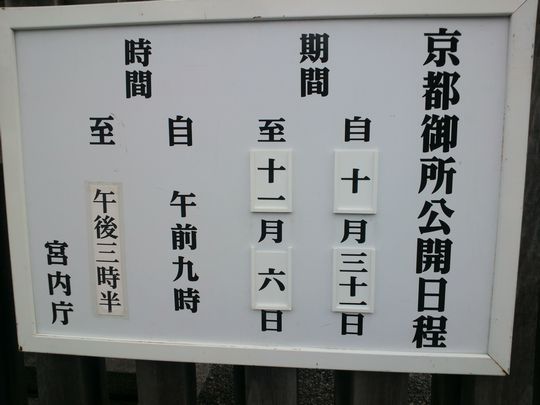 京都御所公開日程
期間
自十月三十一日
至十一月六日
時間
自 午前九時
至 午後三時半
宮内庁